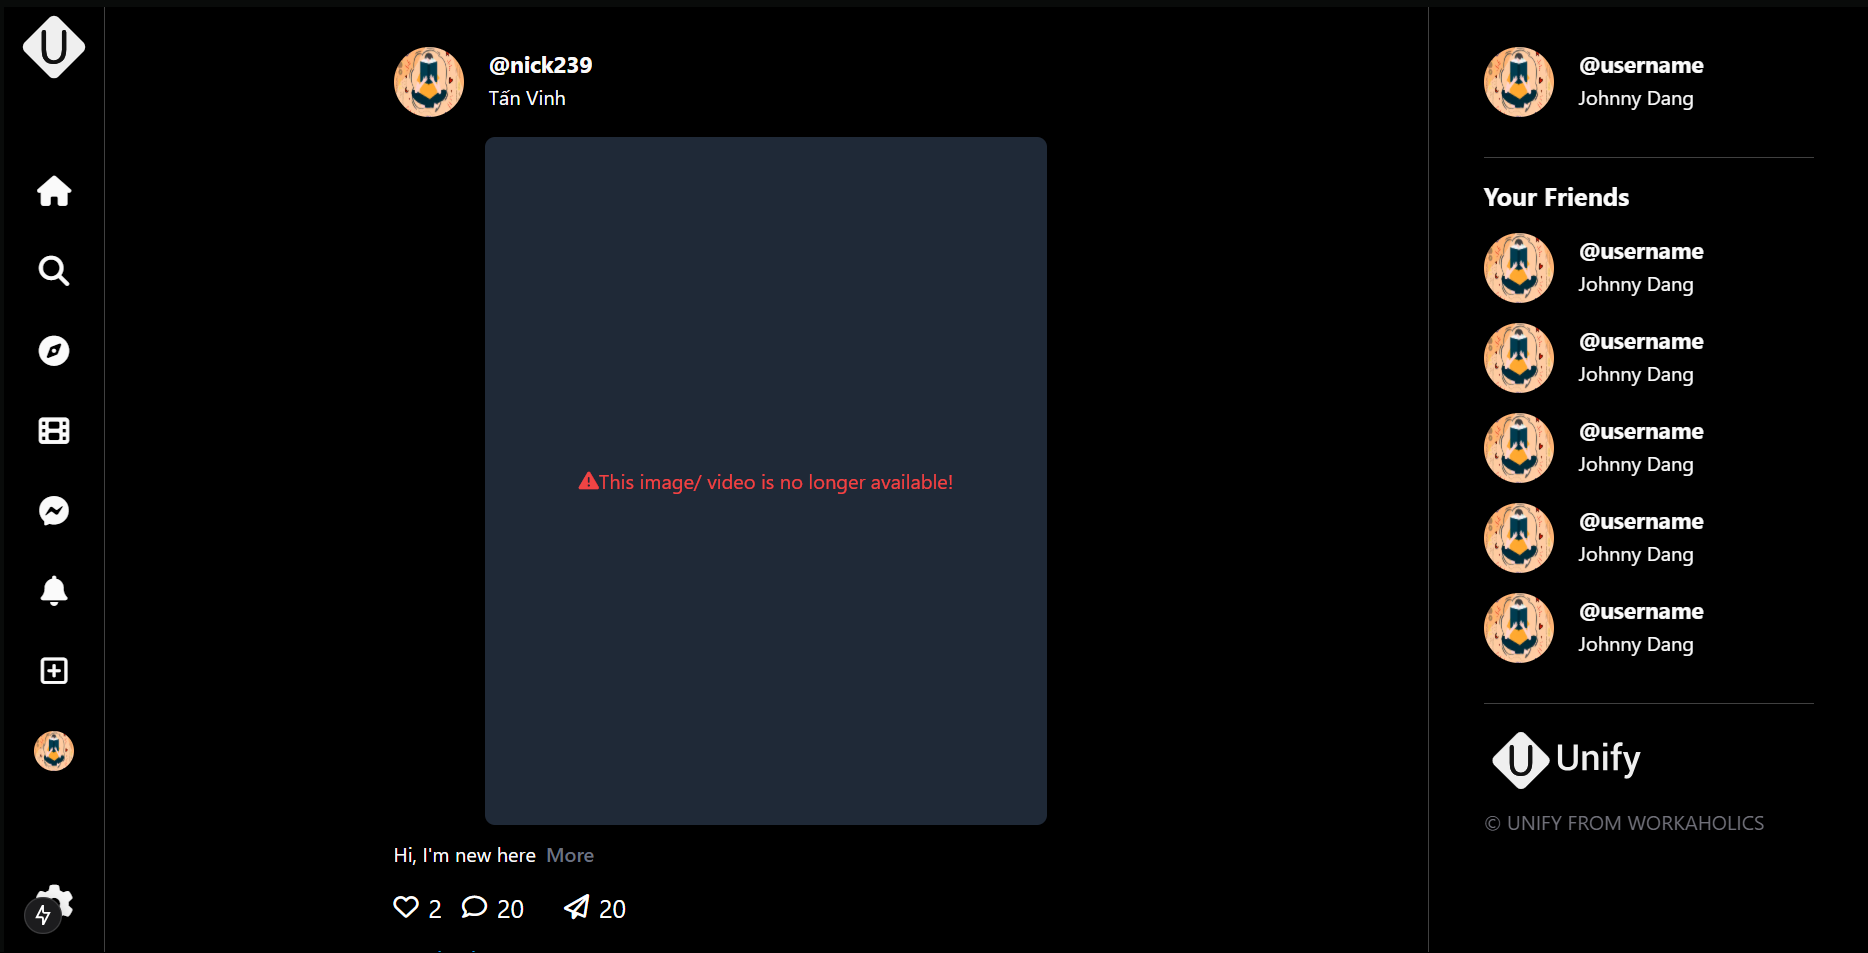 U
@nick239
Tấn Vinh
This image/ video is no longer available!
Hi, I'm new here More
2 20 20
@username
Johnny Dang
Your Friends
@username
Johnny Dang
@username
Johnny Dang
@username
Johnny Dang
@username
Johnny Dang
@username
Johnny Dang
U Unify
© UNIFY FROM WORKAHOLICS